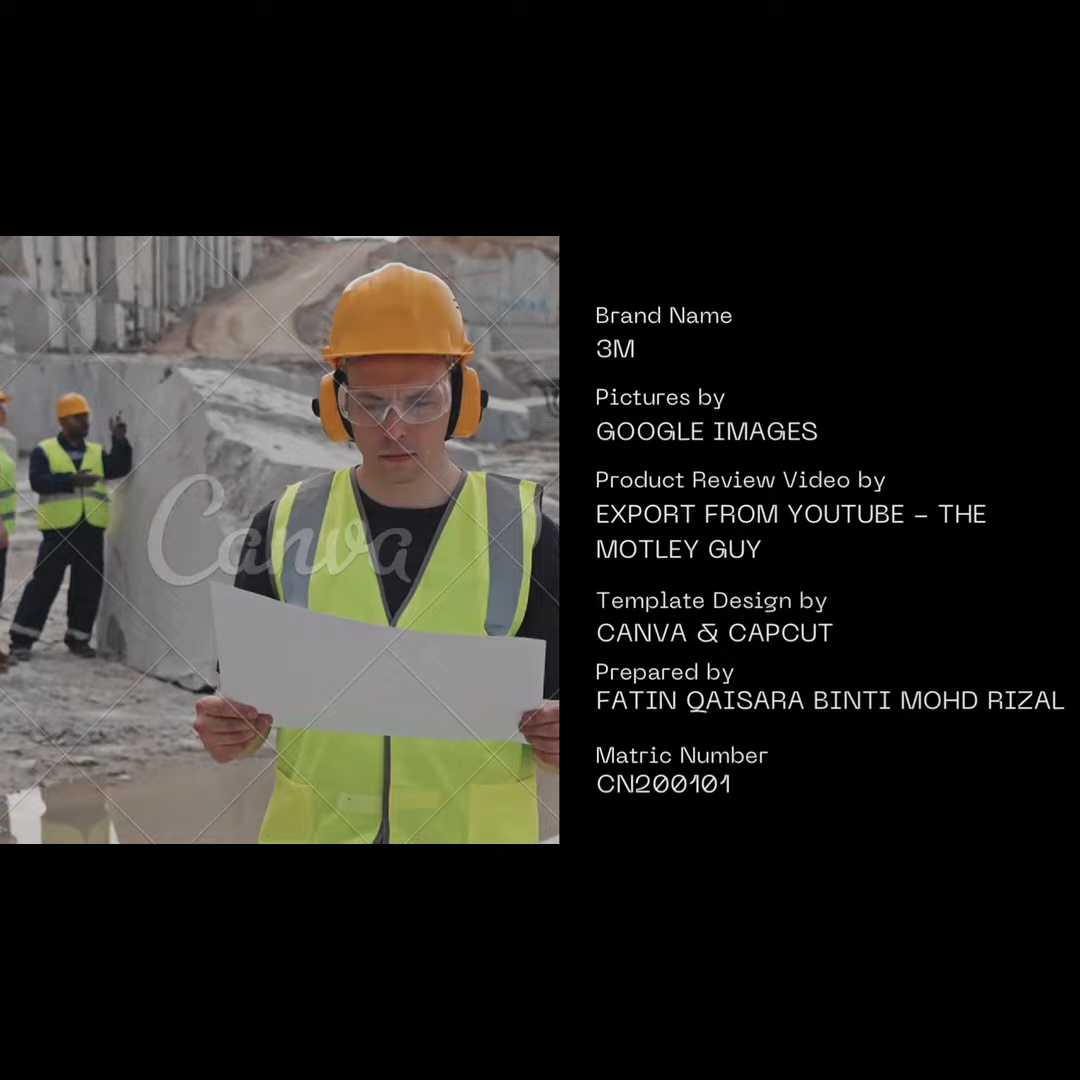 Canva
Brand Name
3M
Pictures by
GOOGLE IMAGES
Product Review Video by
EXPORT FROM YOUTUBE – THE
MOTLEY GUY
Template Design by
CANVA & CAPCUT
Prepared by
FATIN QAISARA BINTI MOHD RIZAL
Matric Number
CN200101